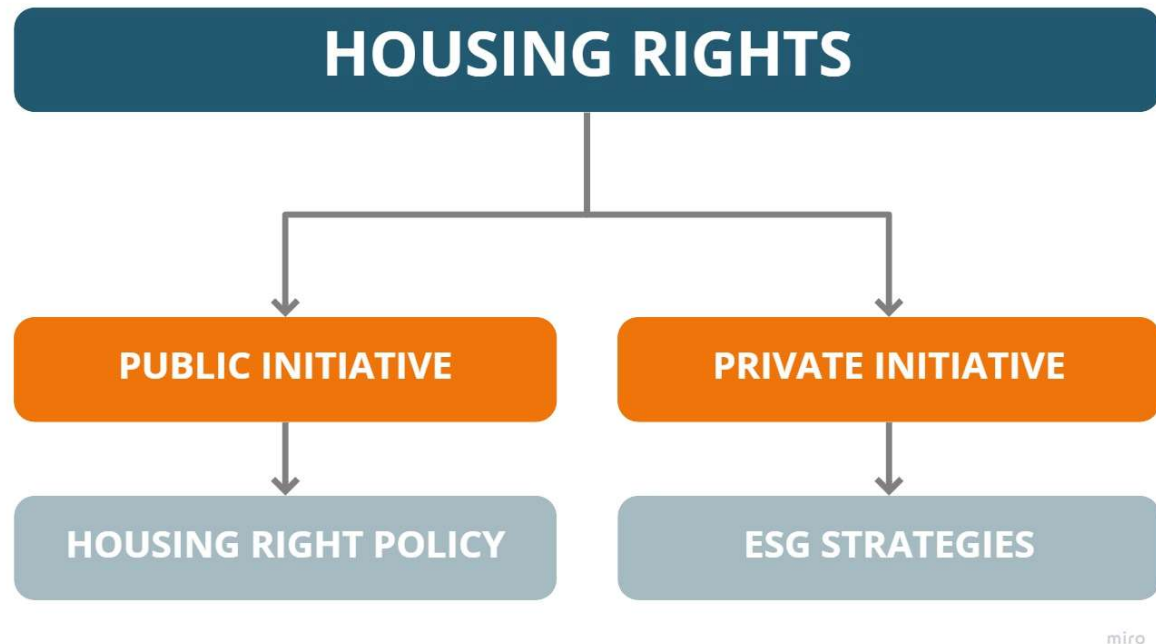 HOUSING RIGHTS
PUBLIC INITIATIVE
PRIVATE INITIATIVE
HOUSING RIGHT POLICY
ESG STRATEGIES
miro